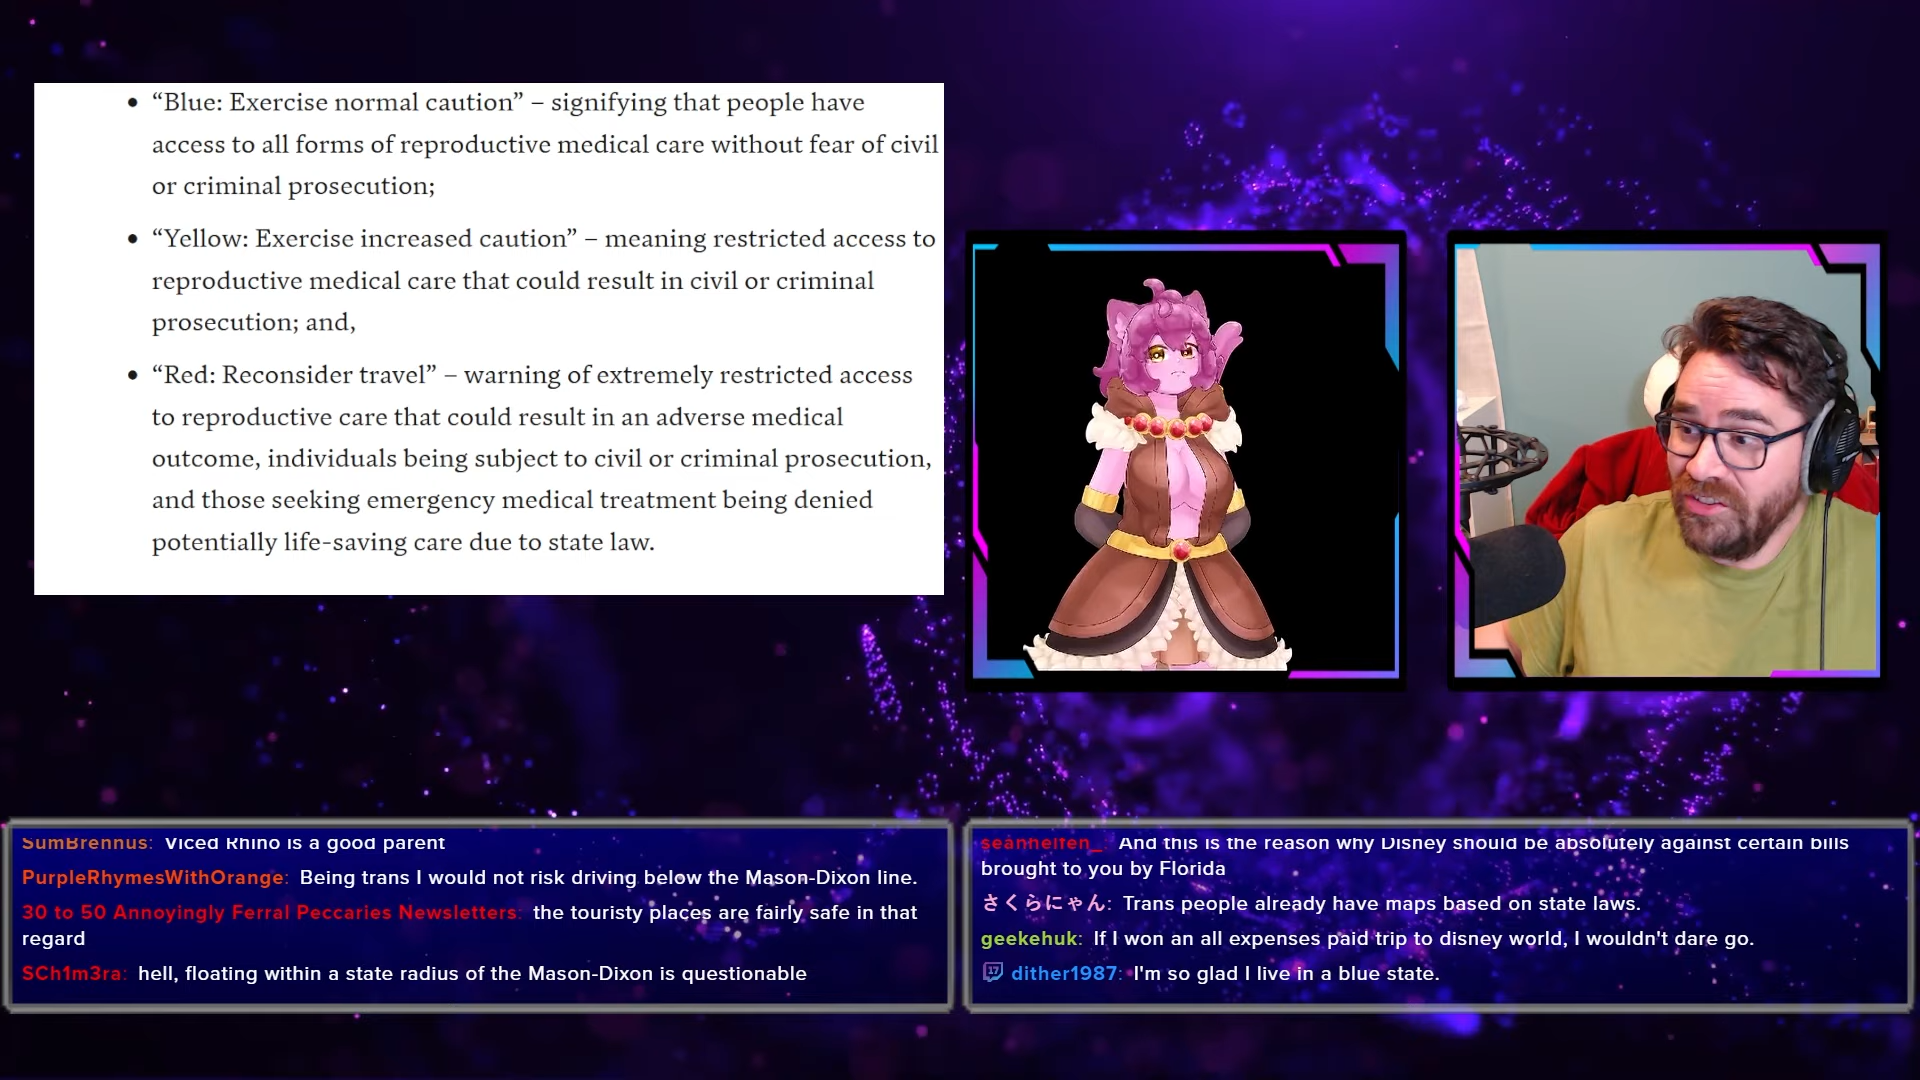 • “Blue: Exercise normal caution” – signifying that people have
access to all forms of reproductive medical care without fear of civil
or criminal prosecution;
• “Yellow: Exercise increased caution” – meaning restricted access to
reproductive medical care that could result in civil or criminal
prosecution; and,
• “Red: Reconsider travel” – warning of extremely restricted access
to reproductive care that could result in an adverse medical
outcome, individuals being subject to civil or criminal prosecution,
and those seeking emergency medical treatment being denied
potentially life-saving care due to state law.
SumBrennus: Viced Rhino is a good parent
PurpleRhymesWithOrange: Being trans I would not risk driving below the Mason-Dixon line.
30 to 50 Annoyingly Ferral Peccaries Newsletters: the touristy places are fairly safe in that
regard
SCh1m3ra: hell, floating within a state radius of the Mason-Dixon is questionable
And this is the reason why Disney should be absolutely against certain bills
brought to you by Florida
さくらにゃん: Trans people already have maps based on state laws.
geekehuk: If I won an all expenses paid trip to disney world, I wouldn't dare go.
17 dither1987: I'm so glad I live in a blue state.